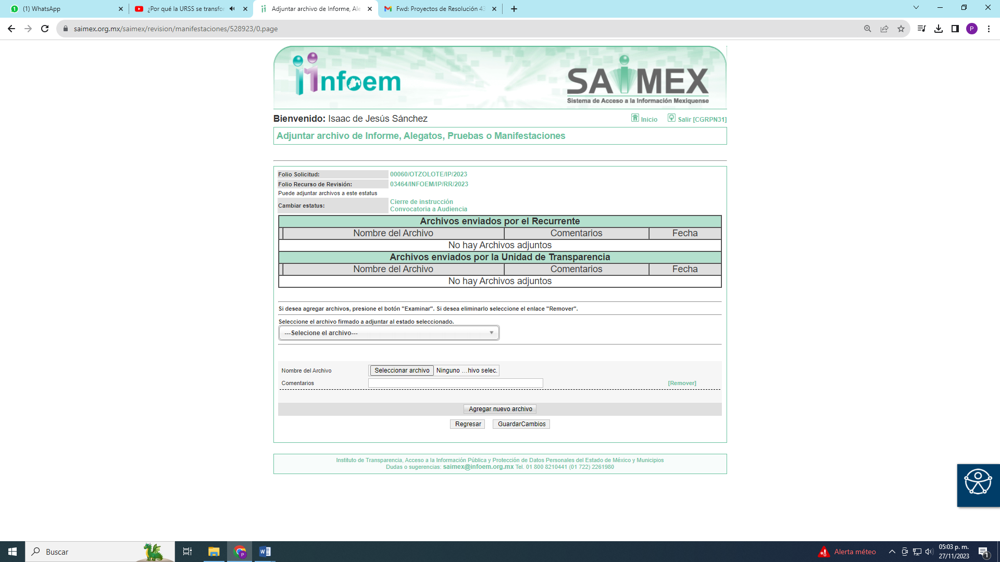 (1) WhatsApp
¿Por qué la URSS se transfor
Adjuntar archivo de Informe, Ale
Fwd: Proyectos de Resolución 43
saimex.org.mx/saimex/revision/manifestaciones/528923/0.page
P
infoem
SAIMEX
Sistema de Acceso a la Información Mexiquense
Bienvenido: Isaac de Jesús Sánchez
Inicio
Salir [CGRPN31]
Adjuntar archivo de Informe, Alegatos, Pruebas o Manifestaciones
Folio Solicitud: 00060/OTZOLOTE/IP/2023
Folio Recurso de Revisión: 03464/INFOEM/IP/RR/2023
Puede adjuntar archivos a este estatus
Cambiar estatus: Cierre de instrucción
Convocatoria a Audiencia
Archivos enviados por el Recurrente
Nombre del Archivo Comentarios Fecha
No hay Archivos adjuntos
Archivos enviados por la Unidad de Transparencia
Nombre del Archivo Comentarios Fecha
No hay Archivos adjuntos
Si desea agregar archivos, presione el botón "Examinar". Si desea eliminarlo seleccione el enlace "Remover".
Seleccione el archivo firmado a adjuntar al estado seleccionado.
---Selecione el archivo---
Nombre del Archivo Seleccionar archivo Ninguno ...hivo selec.
Comentarios [Remover]
Agregar nuevo archivo
Regresar GuardarCambios
Instituto de Transparencia, Acceso a la Información Pública y Protección de Datos Personales del Estado de México y Municipios
Dudas o sugerencias: saimex@infoem.org.mx Tel. 01 800 8210441 (01 722) 2261980
Buscar
Alerta méteo
05:03 p. m.
27/11/2023
1